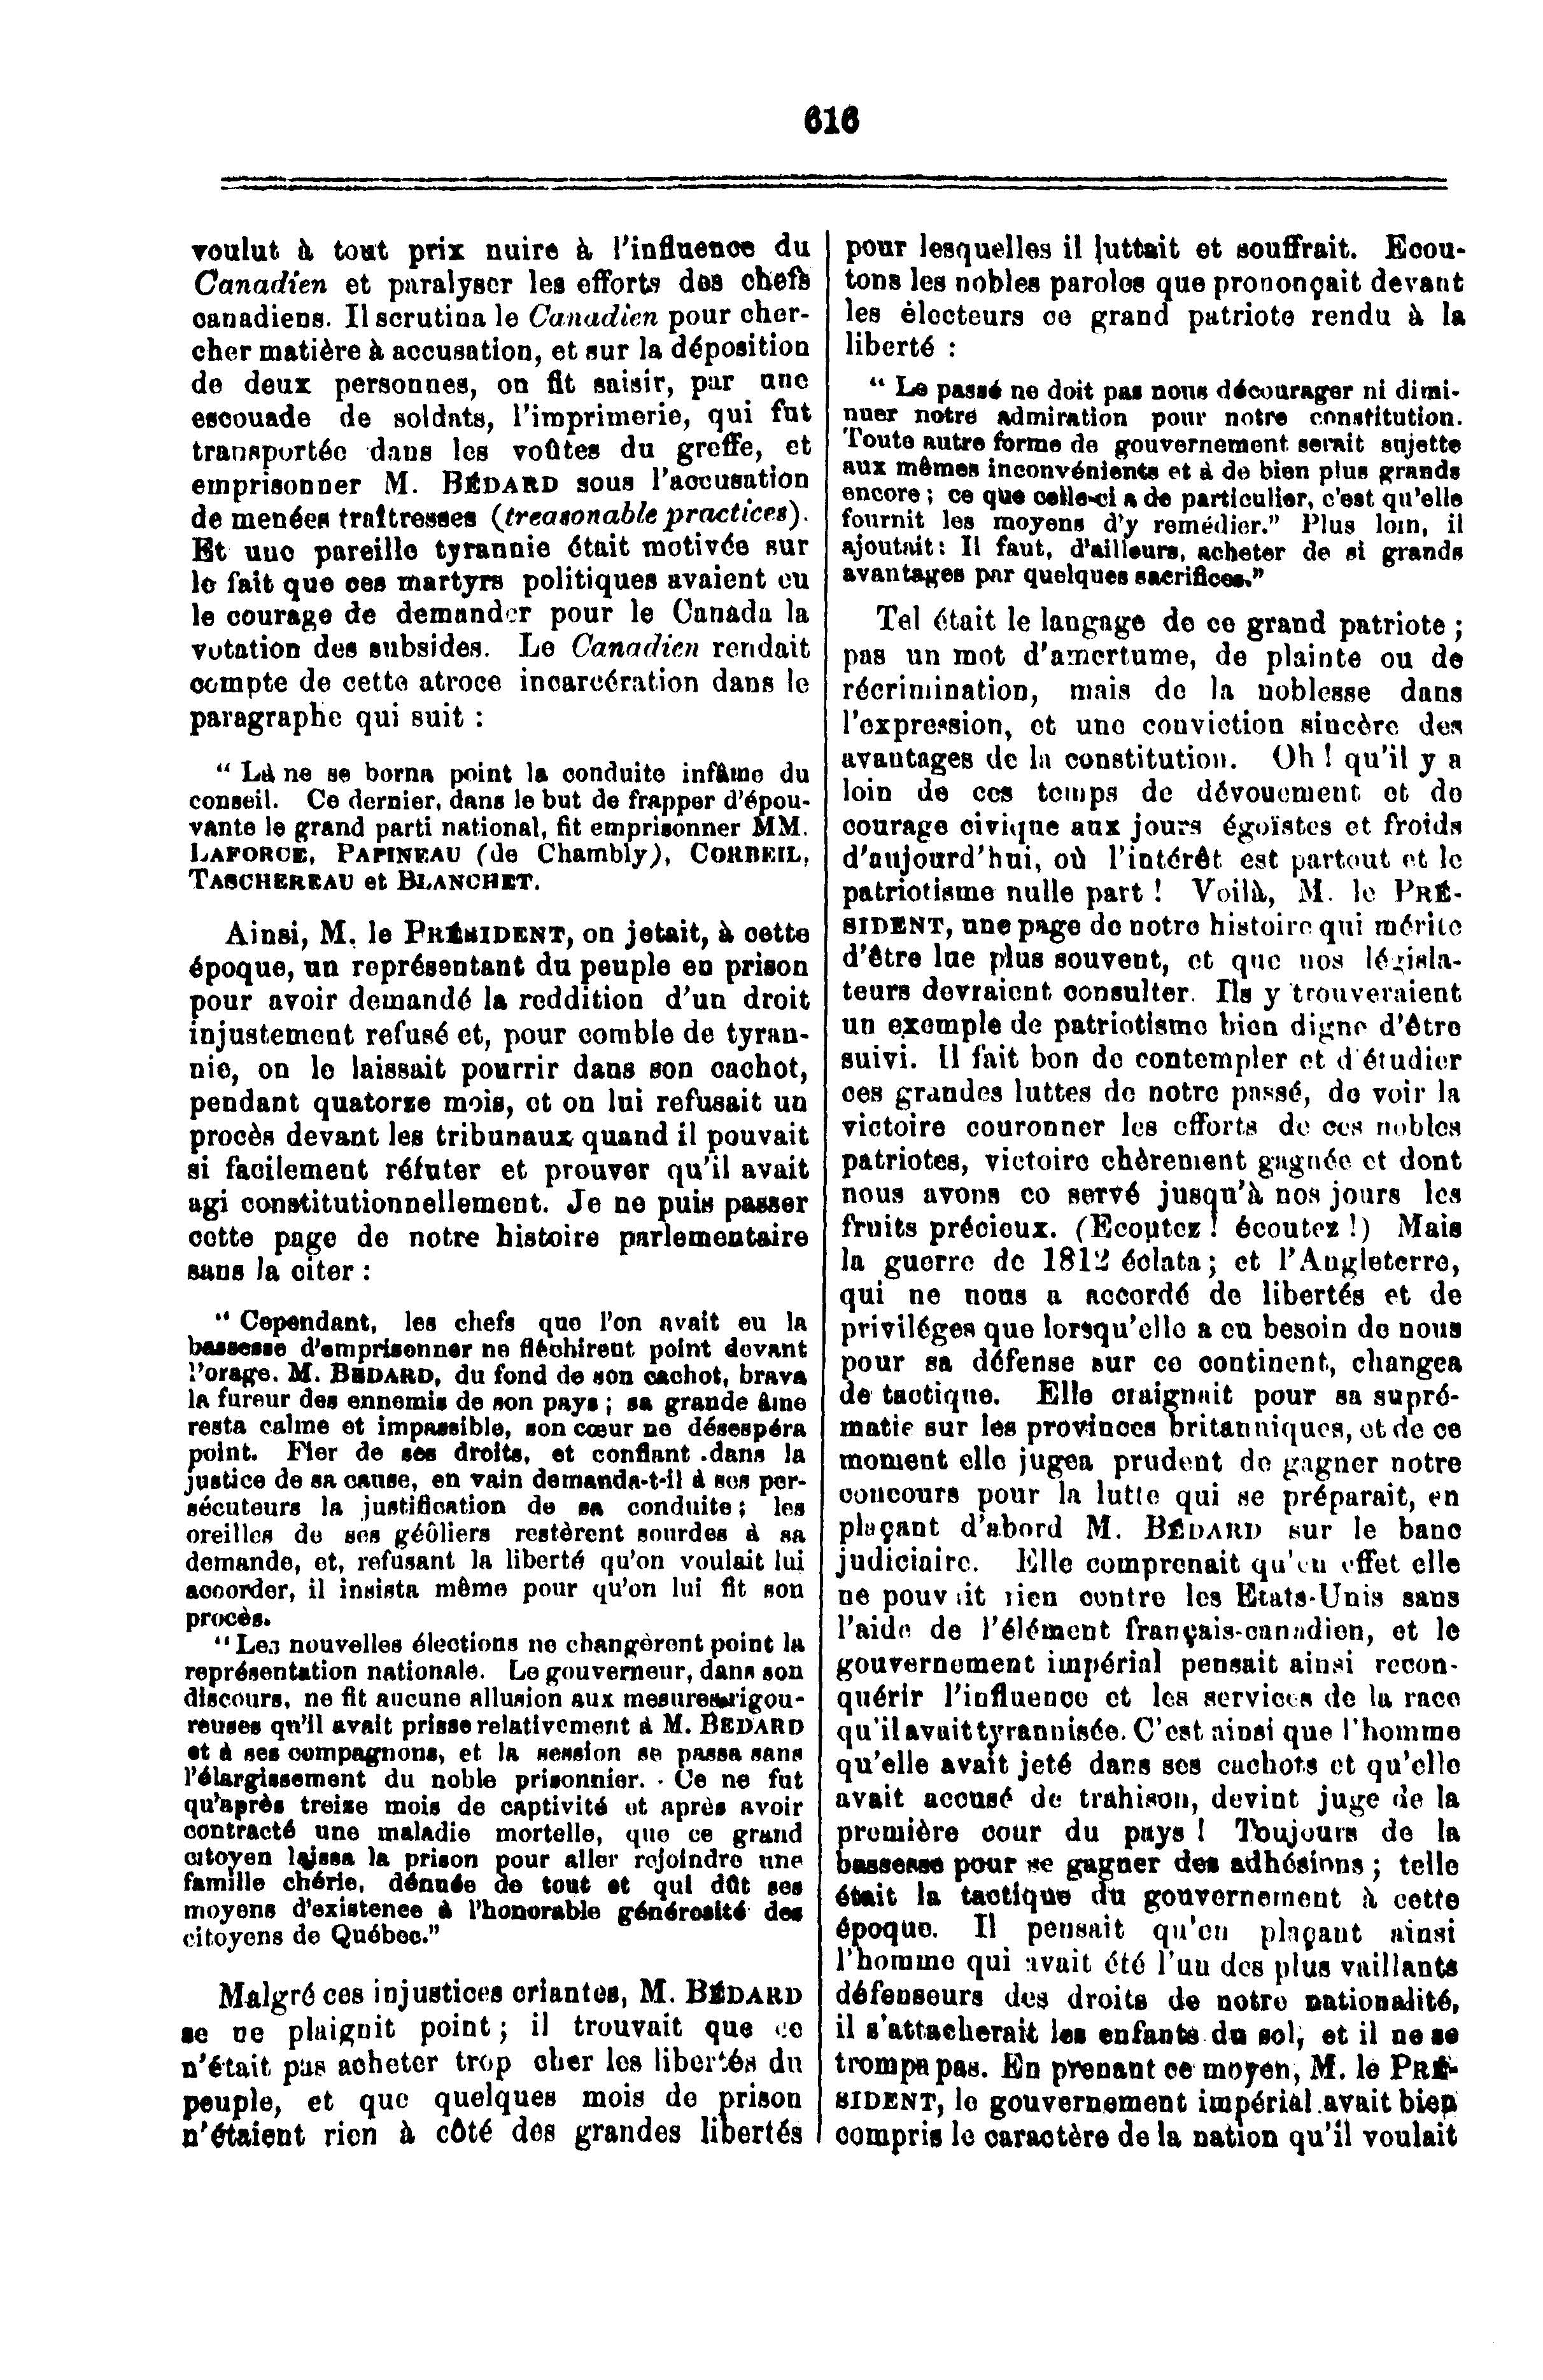 616
voulut à tout prix nuire à l'influence du
Canadien et paralyser les efforts des chefs
canadiens. Il scrutina le Canadien pour cher-
cher matière à accusation, et sur la déposition
de deux personnes, on fit saisir, par une
escouade de soldats, l'imprimerie, qui fut
transportée dans les voûtes du greffe, et
emprisonner M. BÉDARD sous l'accusation
de menées traîtresses (treasonable practices).
Et une pareille tyrannie était motivée sur
le fait que ces martyrs politiques avaient eu
le courage de demander pour le Canada la
votation des subsides. Le Canadien rendait
compte de cette atroce incarcération dans le
paragraphe qui suit :
" Là ne se borna point la conduite infâme du
conseil. Ce dernier, dans le but de frapper d'épou-
vante le grand parti national, fit emprisonner MM.
LAFORCE, PAPINEAU (de Chambly), CORBEIL,
TASCHEREAU et BLANCHET.
Ainsi, M. le PRÉSIDENT, on jetait, à cette
époque, un représentant du peuple en prison
pour avoir demandé la reddition d'un droit
injustement refusé et, pour comble de tyran-
nie, on le laissait pourrir dans son cachot,
pendant quatorze mois, et on lui refusait un
procès devant les tribunaux quand il pouvait
si facilement réfuter et prouver qu'il avait
agi constitutionnellement. Je ne puis passer
cette page de notre histoire parlementaire
sans la citer :
" Cependant, les chefs que l'on avait eu la
bassesse d'emprisonner ne fléchirent point devant
l'orage. M. BEDARD, du fond de son cachot, brava
la fureur des ennemis de son pays ; sa grande âme
resta calme et impassible, son cœur ne désespéra
point. Fier de ses droits, et confiant dans la
justice de sa cause, en vain demanda-t-il à ses per-
sécuteurs la justification de sa conduite ; les
oreilles de ses géôliers restèrent sourdes à sa
demande, et, refusant la liberté qu'on voulait lui
accorder, il insista même pour qu'on lui fit son
procès.
" Les nouvelles élections ne changèrent point la
représentation nationale. Le gouverneur, dans son
discours, ne fit aucune allusion aux mesures rigou-
reuses qu'il avait prisse relativement à M. BEDARD
et à ses compagnons, et la session se passa sans
l'élargissement du noble prisonnier. Ce ne fut
qu'après treize mois de captivité et après avoir
contracté une maladie mortelle, que ce grand
citoyen laissa la prison pour aller rejoindre une
famille chérie, dénuée de tout et qui dût ses
moyens d'existence à l'honorable générosité des
citoyens de Québec."
Malgré ces injustices criantes, M. BÉDARD
se ne plaignit point ; il trouvait que ce
n'était pas acheter trop cher les libertés du
peuple, et que quelques mois de prison
n'étaient rien à côté des grandes libertés
pour lesquelles il luttait et souffrait. Ecou-
tons les nobles paroles que prononçait devant
les électeurs ce grand patriote rendu à la
liberté :
" Le passé ne doit pas nous décourager ni dimi-
nuer notre admiration pour notre constitution.
Toute autre forme de gouvernement serait sujette
aux mêmes inconvénients et à de bien plus grands
encore ; ce que celle-ci a de particulier, c'est qu'elle
fournit les moyens d'y remédier." Plus loin, il
ajoutait : Il faut, d'ailleurs, acheter de si grands
avantages par quelques sacrifices."
Tel était le langage de ce grand patriote ;
pas un mot d'amertume, de plainte ou de
récrimination, mais de la noblesse dans
l'expression, et une conviction sincère des
avantages de la constitution. Oh ! qu'il y a
loin de ces temps de dévouement et de
courage civique aux jours égoïstes et froids
d'aujourd'hui, où l'intérêt est partout et le
patriotisme nulle part ! Voilà, M. le PRÉ-
SIDENT, une page de notre histoire qui mérite
d'être lue plus souvent, et que nos législa-
teurs devraient consulter. Ils y trouveraient
un exemple de patriotisme bien digne d'être
suivi. Il fait bon de contempler et d'étudier
ces grandes luttes de notre passé, de voir la
victoire couronner les efforts de ces nobles
patriotes, victoire chèrement gagnée et dont
nous avons co servé jusqu'à nos jours les
fruits précieux. (Ecoutez ! écoutez !) Mais
la guerre de 1812 éclata ; et l'Angleterre,
qui ne nous a accordé de libertés et de
priviléges que lorsqu'elle a eu besoin de nous
pour sa défense sur ce continent, changea
de tactique. Elle craignait pour sa supré-
matie sur les provinces britanniques, et de ce
moment elle jugea prudent de gagner notre
concours pour la lutte qui se préparait, en
plaçant d'abord M. BÉDARD sur le banc
judiciaire. Elle comprenait qu'en effet elle
ne pouvait rien contre les Etats-Unis sans
l'aide de l'élément français-canadien, et le
gouvernement impérial pensait ainsi recon-
quérir l'influence et les services de la race
qu'il avait tyrannisée. C'est ainsi que l'homme
qu'elle avait jeté dans ses cachots et qu'elle
avait accusé de trahison, devint juge de la
première cour du pays ! Toujours de la
bassesse pour se gagner des adhésions ; telle
était la tactique du gouvernement à cette
époque. Il pensait qu'en plaçant ainsi
l'homme qui avait été l'un des plus vaillants
défenseurs des droits de notre nationalité,
il s'attacherait les enfants du sol, et il ne se
trompa pas. En prenant ce moyen, M. le PRÉ-
SIDENT, le gouvernement impérial avait bien
compris le caractère de la nation qu'il voulait